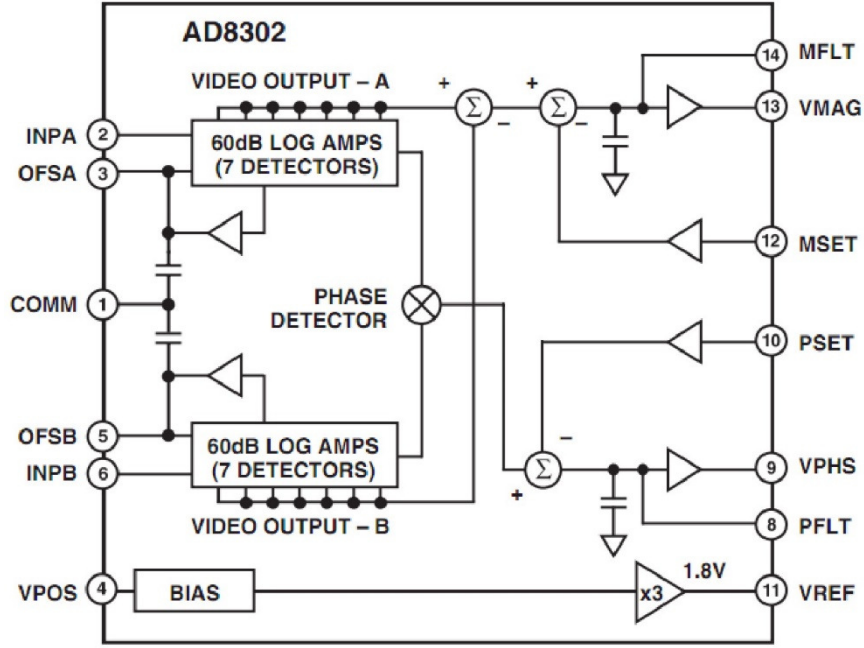 AD8302
VIDEO OUTPUT – A
+
Σ
–
+
Σ
–
14 MFLT
13 VMAG
INPA 2
OFSA 3
60dB LOG AMPS
(7 DETECTORS)
12 MSET
COMM 1
PHASE
DETECTOR
10 PSET
OFSB 5
INPB 6
60dB LOG AMPS
(7 DETECTORS)
–
+
Σ
9 VPHS
8 PFLT
VIDEO OUTPUT – B
VPOS 4
BIAS
x3
1.8V
11 VREF